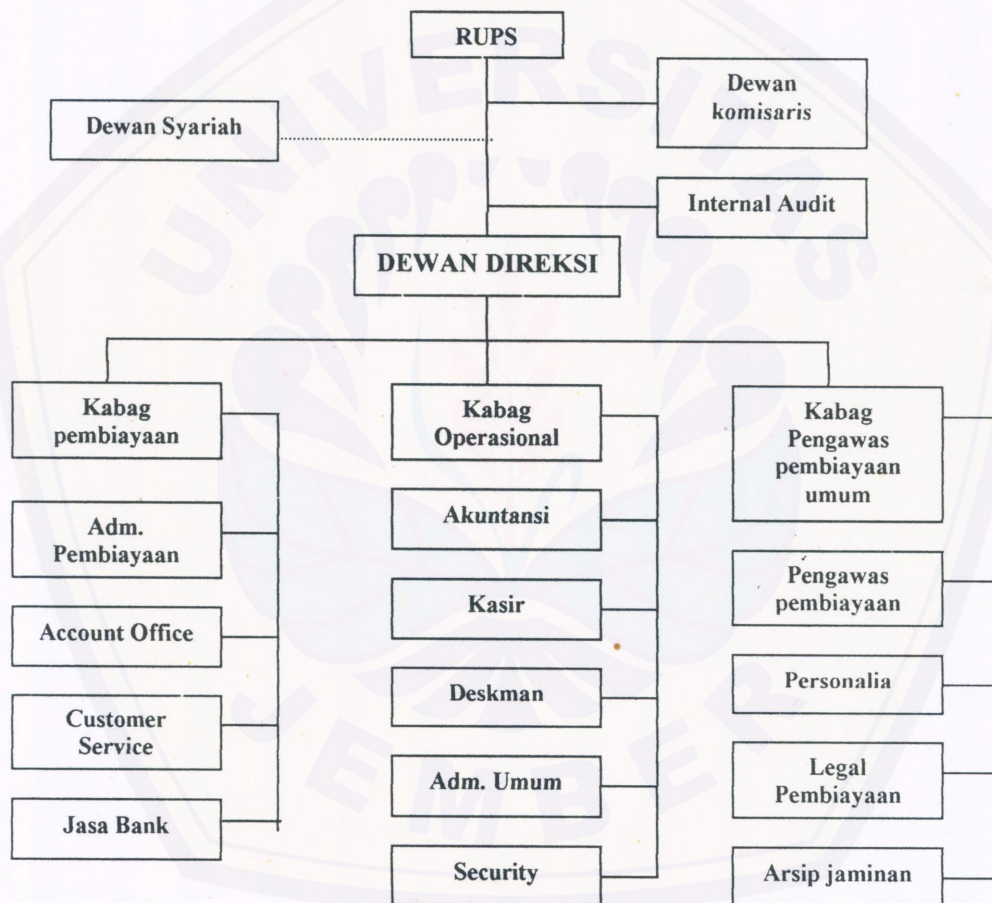 RUPS
Dewan
komisaris
Dewan Syariah
Internal Audit
DEWAN DIREKSI
Kabag
pembiayaan
Adm.
Pembiayaan
Account Office
Customer
Service
Jasa Bank
Kabag
Operasional
Akuntansi
Kasir
Deskman
Adm. Umum
Security
Kabag
Pengawas
pembiayaan
umum
Pengawas
pembiayaan
Personalia
Legal
Pembiayaan
Arsip jaminan
UNIVERSITAS
JEMBER